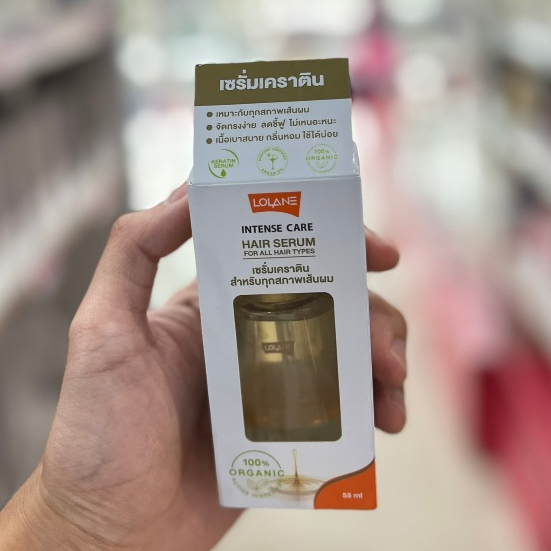 เซรั่มเคราติน
เหมาะกับทุกสภาพเส้นผม
จัดทรงง่าย ลดชี้ฟู ไม่เหนอะหนะ
เนื้อเบาสบาย กลิ่นหอม ใช้ได้บ่อย
KERATIN
SERUM
100%
ORGANIC
LOLANE
INTENSE CARE
HAIR SERUM
FOR ALL HAIR TYPES
เซรั่มเคราติน
สำหรับทุกสภาพเส้นผม
LOLANE
100%
ORGANIC
55 ml